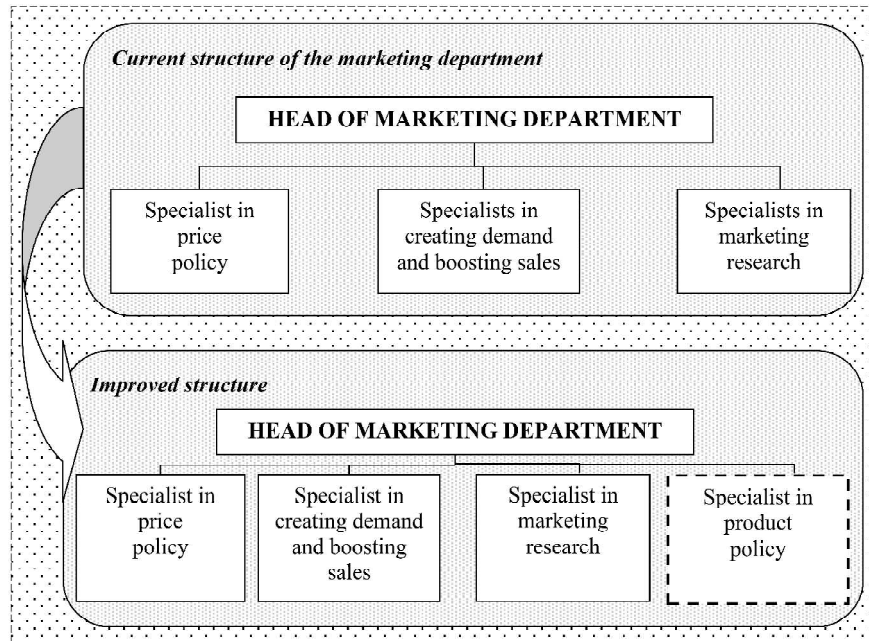 Current structure of the marketing department
HEAD OF MARKETING DEPARTMENT
Specialist in
price
policy
Specialists in
creating demand
and boosting sales
Specialists in
marketing
research
Improved structure
HEAD OF MARKETING DEPARTMENT
Specialist in
price
policy
Specialist in
creating demand
and boosting
sales
Specialist in
marketing
research
Specialist in
product
policy